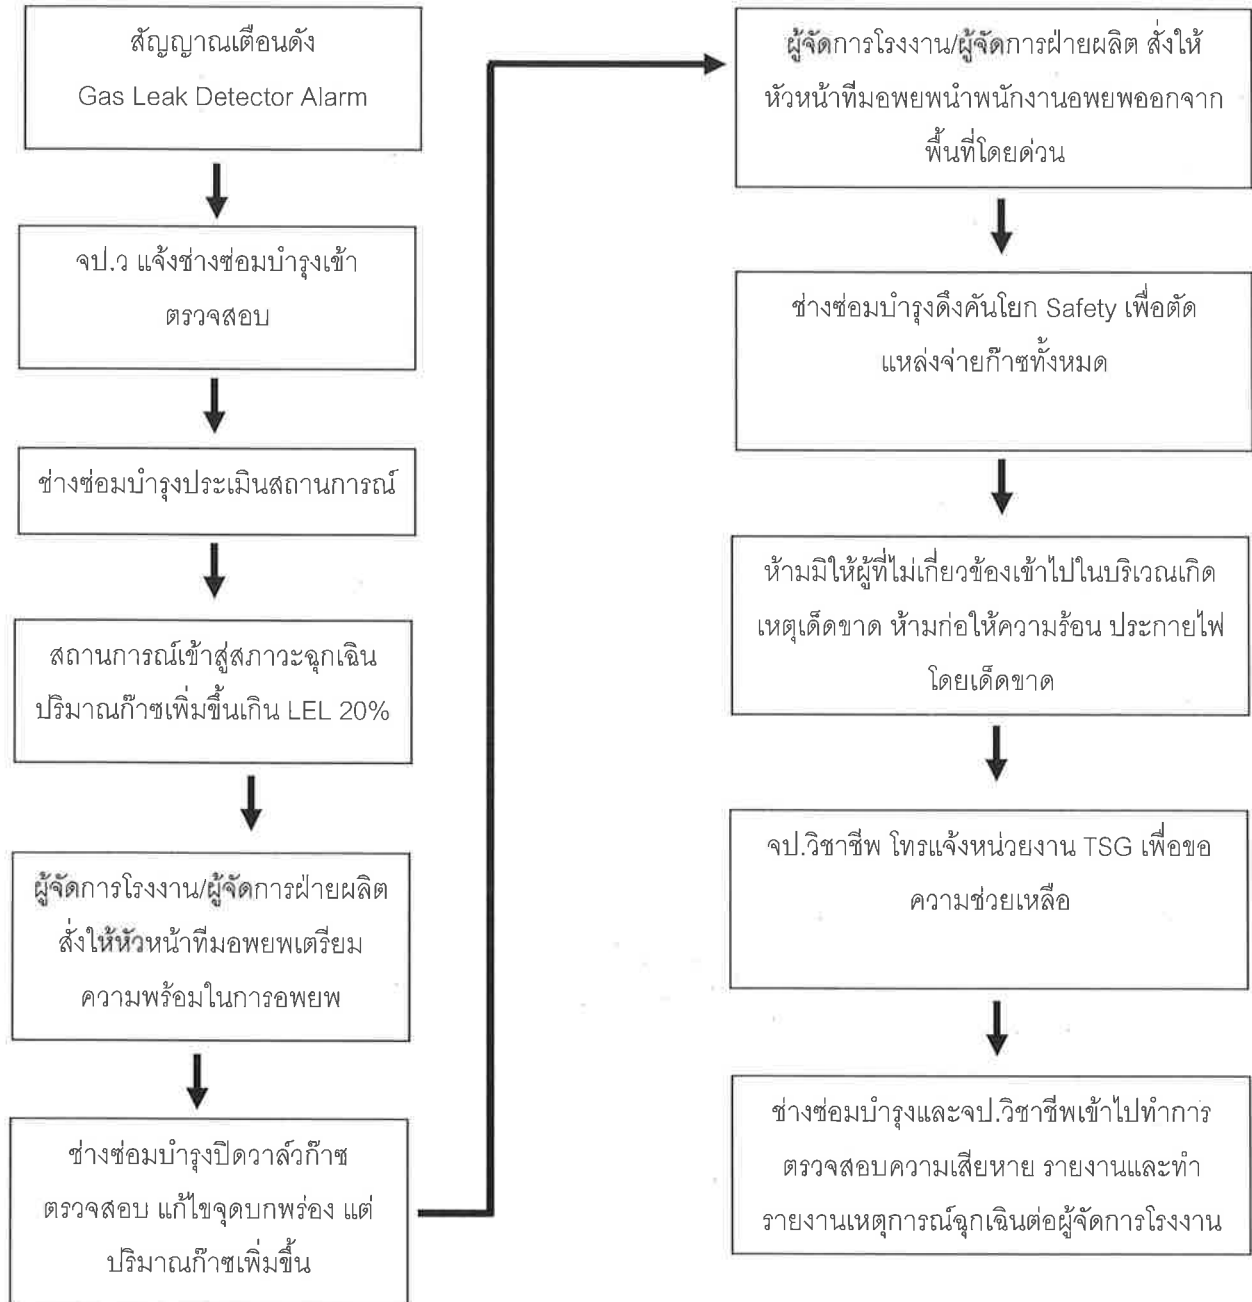 สัญญาณเตือนดัง
Gas Leak Detector Alarm
จป.ว แจ้งช่างซ่อมบำรุงเข้า
ตรวจสอบ
ช่างซ่อมบำรุงประเมินสถานการณ์
สถานการณ์เข้าสู่สภาวะฉุกเฉิน
ปริมาณก๊าซเพิ่มขึ้นเกิน LEL 20%
ผู้จัดการโรงงาน/ผู้จัดการฝ่ายผลิต
สั่งให้หัวหน้าทีมอพยพเตรียม
ความพร้อมในการอพยพ
ช่างซ่อมบำรุงปิดวาล์วก๊าซ
ตรวจสอบ แก้ไขจุดบกพร่อง แต่
ปริมาณก๊าซเพิ่มขึ้น
ผู้จัดการโรงงาน/ผู้จัดการฝ่ายผลิต สั่งให้
หัวหน้าทีมอพยพนำพนักงานอพยพออกจาก
พื้นที่โดยด่วน
ช่างซ่อมบำรุงดึงคันโยก Safety เพื่อตัด
แหล่งจ่ายก๊าซทั้งหมด
ห้ามมิให้ผู้ที่ไม่เกี่ยวข้องเข้าไปในบริเวณเกิด
เหตุเด็ดขาด ห้ามก่อให้ความร้อน ประกายไฟ
โดยเด็ดขาด
จป.วิชาชีพ โทรแจ้งหน่วยงาน TSG เพื่อขอ
ความช่วยเหลือ
ช่างซ่อมบำรุงและจป.วิชาชีพเข้าไปทำการ
ตรวจสอบความเสียหาย รายงานและทำ
รายงานเหตุการณ์ฉุกเฉินต่อผู้จัดการโรงงาน